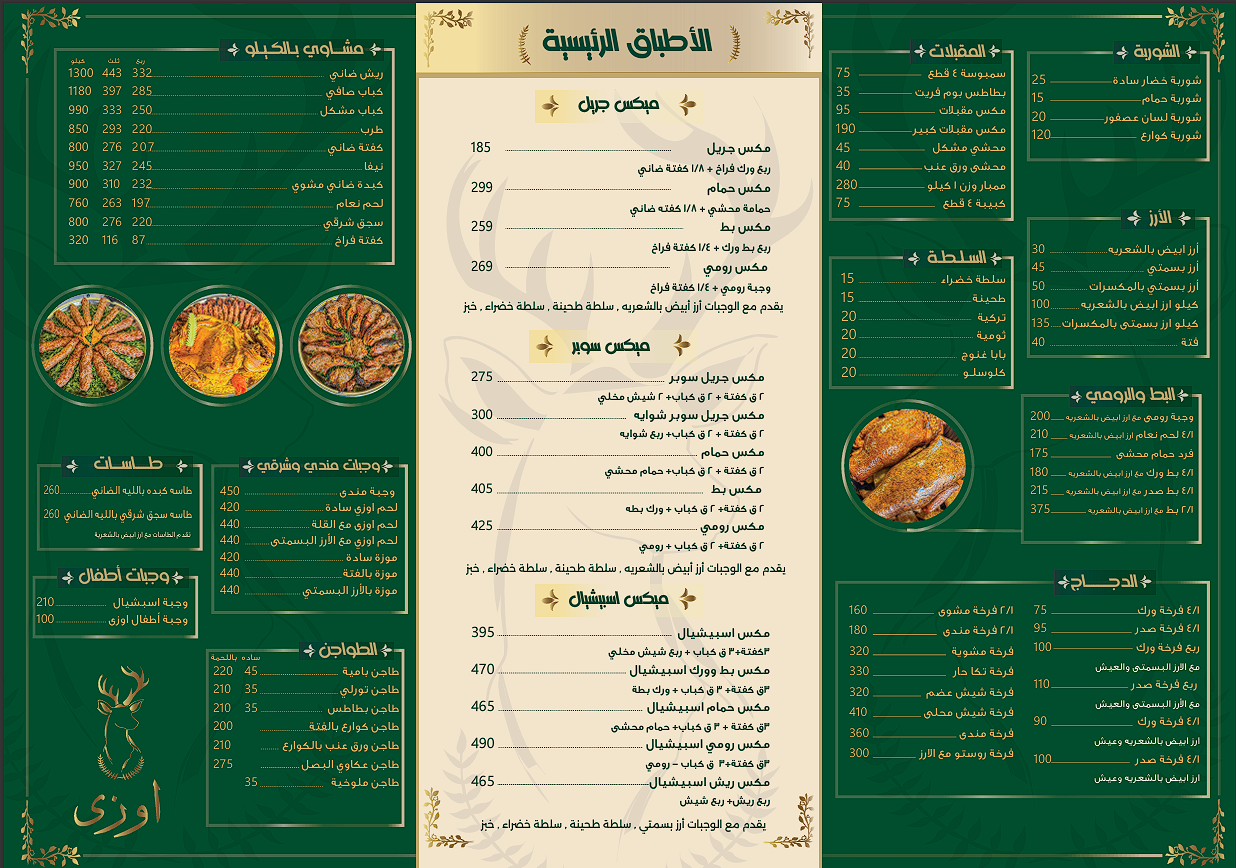 الشوربة
شوربة خضار سادة 25
شوربة حمام 15
شوربة لسان عصفور 20
شوربة كوارع 120
الأرز
أرز ابيض بالشعريه 30
أرز بسمتي 45
أرز بسمتي بالمكسرات 50
كيلو ارز ابيض بالشعريه 100
كيلو ارز بسمتي بالمكسرات 135
فتة 40
البط والرومي
وجبة رومي مع ارز ابيض بالشعريه 200
٤/١ لحم نعام ارز ابيض بالشعريه 210
فرد حمام محشي 175
٤/١ بط ورك مع ارز ابيض بالشعريه 180
٤/١ بط صدر مع ارز ابيض بالشعريه 215
٢/١ بط مع ارز ابيض بالشعريه 375
المقبلات
سمبوسة ٤ قطع 75
بطاطس بوم فريت 35
مكس مقبلات 95
مكس مقبلات كبير 190
محشي مشكل 45
محشي ورق عنب 40
ممبار وزن ١ كيلو 280
كبيبة ٤ قطع 75
السلطة
سلطة خضراء 15
طحينة 15
تركية 20
ثومية 20
بابا غنوج 20
كلوسلو 20
الدجاج
٤/١ فرخة ورك 75
٤/١ فرخة صدر 95
ربع فرخة ورك 100
مع الارز البسمتي والعيش
ربع فرخة صدر 110
مع الأرز البسمتي والعيش
٤/١ فرخة ورك 90
ارز ابيض بالشعريه وعيش
٤/١ فرخة صدر 100
ارز ابيض بالشعريه وعيش
٢/١ فرخة مشوي 160
٢/١ فرخة مندي 180
فرخة مشوية 320
فرخة تكا حار 330
فرخة شيش عضم 320
فرخة شيش محلي 410
فرخة مندي 360
فرخة روستو مع الارز 300
الأطباق الرئيسية
ميكس جريل
مكس جريل 185
ربع ورك فراخ + ١/٨ كفتة ضاني
مكس حمام 299
حمامة محشي + ١/٨ كفته ضاني
مكس بط 259
ربع بط ورك + ١/٤ كفتة فراخ
مكس رومي 269
وجبة رومي + ١/٤ كفتة فراخ
يقدم مع الوجبات أرز أبيض بالشعريه , سلطة طحينة , سلطة خضراء , خبز
ميكس سوبر
مكس جريل سوبر 275
٢ ق كفتة + ٢ ق كباب+ ٢ شيش مخلي
مكس جريل سوبر شوايه 300
٢ ق كفتة + ٢ ق كباب+ ربع شوايه
مكس حمام 400
٢ ق كفتة + ٢ ق كباب+ حمام محشي
مكس بط 405
٢ ق كفتة+ ٢ ق كباب + ورك بطه
مكس رومي 425
٢ ق كفتة+ ٢ ق كباب + رومي
يقدم مع الوجبات أرز أبيض بالشعريه , سلطة طحينة , سلطة خضراء , خبز
ميكس اسبيشيال
مكس اسبيشيال 395
٣كفتة+٣ ق كباب + ربع شيش مخلي
مكس بط وورك اسبيشيال 470
٣ق كفتة+ ٣ ق كباب + ورك بطة
مكس حمام اسبيشيال 465
٣ق كفتة + ٣ ق كباب+ حمام محشي
مكس رومي اسبيشيال 490
٣ق كفتة+٣ ق كباب – رومي
مكس ريش اسبيشيال 465
ربع ريش+ ربع شيش
يقدم مع الوجبات أرز بسمتي , سلطة طحينة , سلطة خضراء , خبز
مشاوي بالكيلو
ربع ثلث كيلو
ريش ضاني 332 443 1300
كباب صافي 285 397 1180
كباب مشكل 250 333 990
طرب 220 293 850
كفتة ضاني 207 276 800
نيفا 245 327 950
كبدة ضاني مشوي 232 310 900
لحم نعام 197 263 760
سجق شرقي 220 276 800
كفتة فراخ 87 116 320
وجبات مندي وشرقي
وجبة مندي 450
لحم اوزي سادة 420
لحم اوزي مع القلة 440
لحم اوزي مع الأرز البسمتي 440
موزة سادة 420
موزة بالفتة 440
موزة بالأرز البسمتي 440
طاسات
طاسه كبده بالليه الضاني 260
طاسه سجق شرقي بالليه الضاني 260
تقدم الطاسات مع ارز ابيض بالشعرية
وجبات أطفال
وجبة اسبشيال 210
وجبة أطفال اوزى 100
الطواجن
ساده باللحمة
طاجن بامية 45 220
طاجن تورلي 35 210
طاجن بطاطس 35 210
طاجن كوارع بالفتة 200
طاجن ورق عنب بالكوارع 210
طاجن عكاوي البصل 275
طاجن ملوخية 35
اوزى